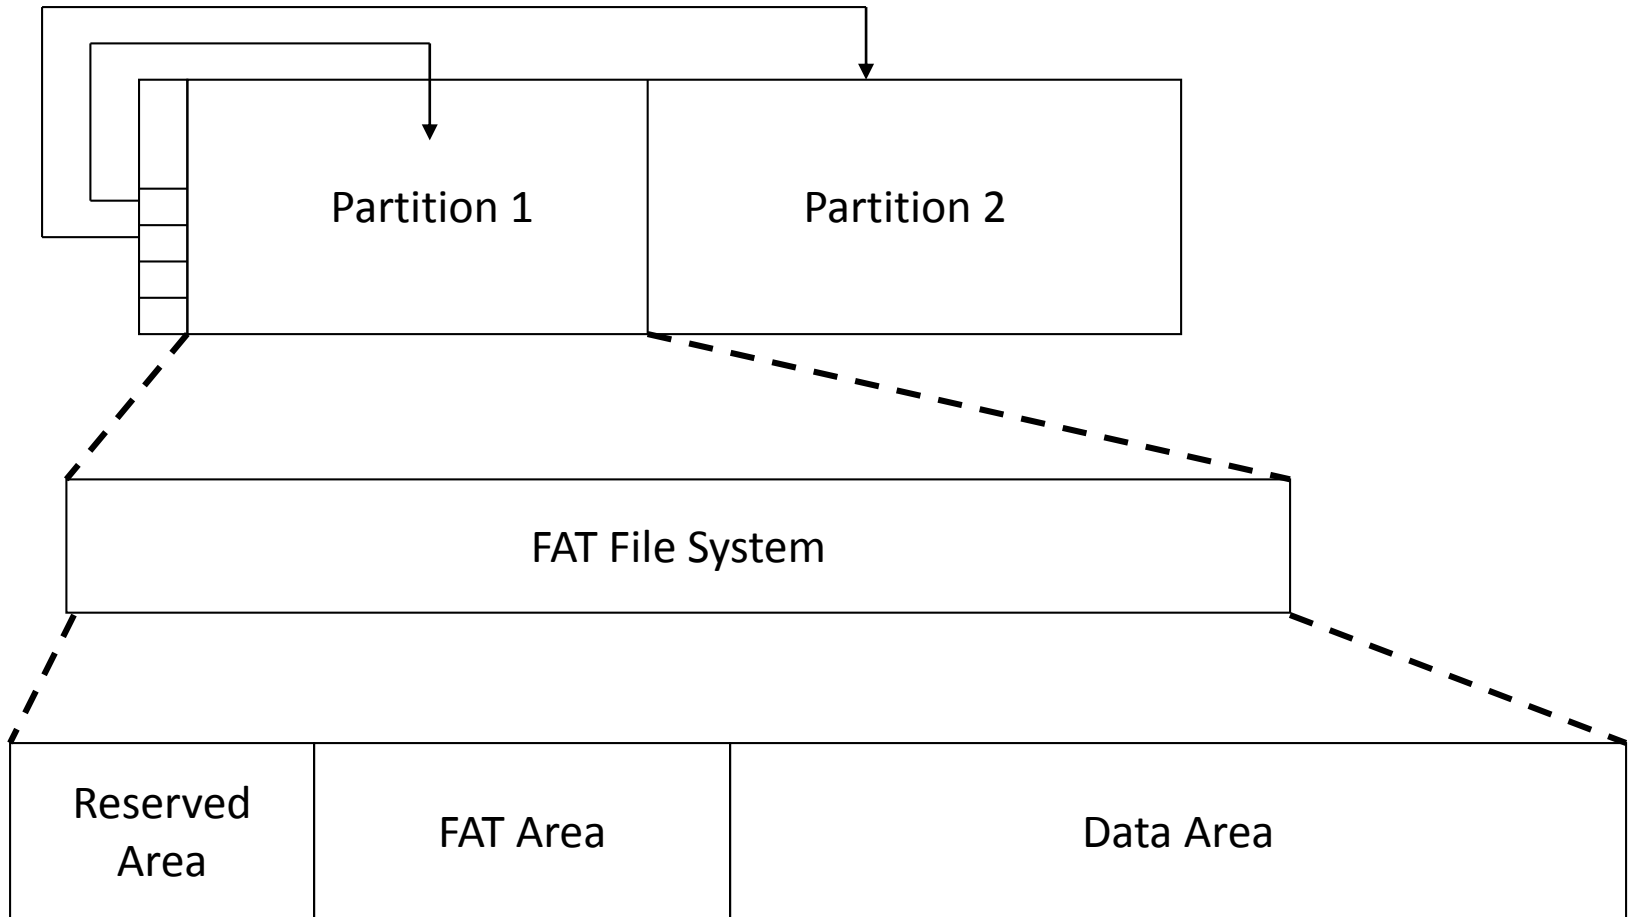 Partition 1
Partition 2
FAT File System
Reserved
Area
FAT Area
Data Area